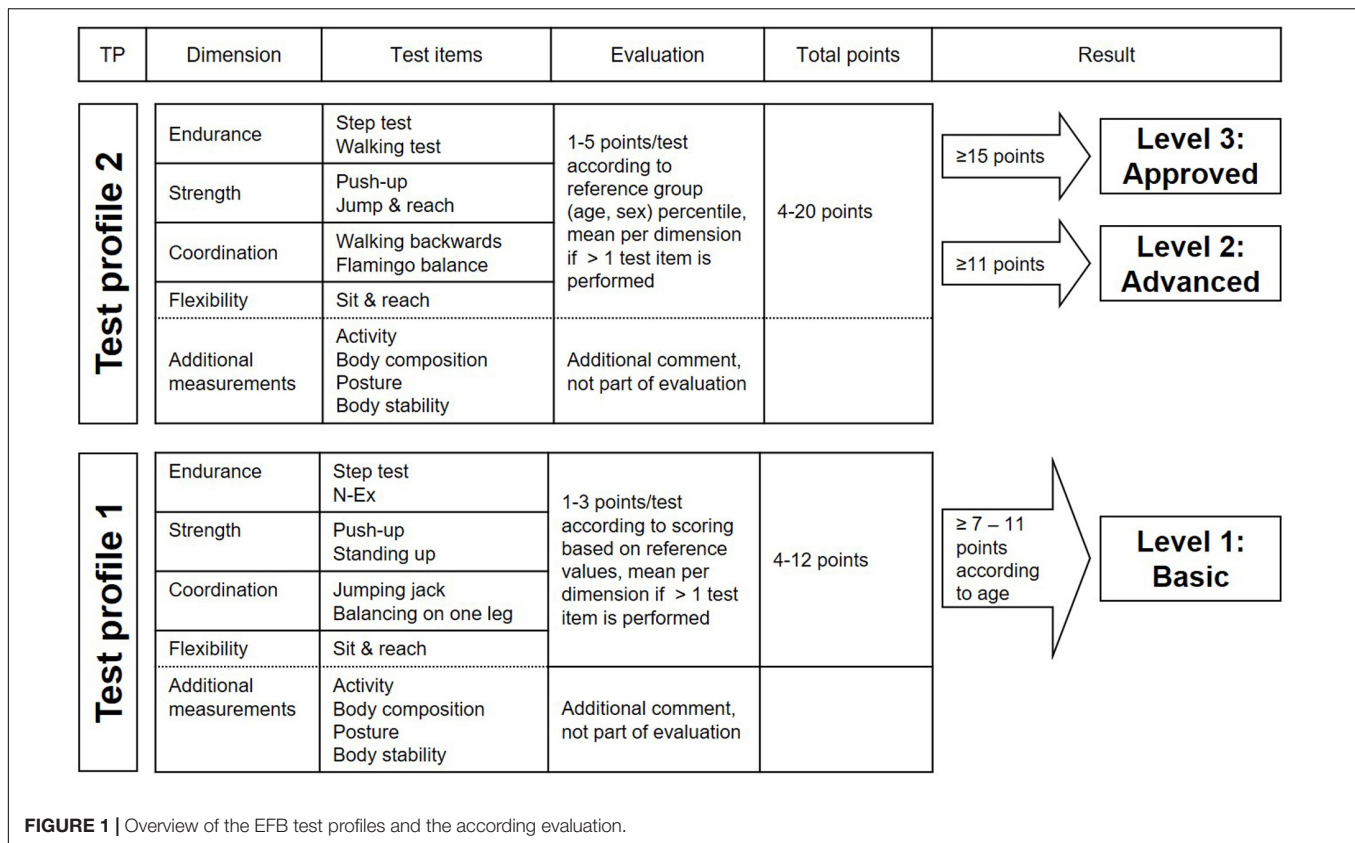 TP
Dimension
Test items
Evaluation
Total points
Result
Test profile 2
Endurance
Step test
Walking test
Strength
Push-up
Jump & reach
Coordination
Walking backwards
Flamingo balance
Flexibility
Sit & reach
1-5 points/test
according to
reference group
(age, sex) percentile,
mean per dimension
if > 1 test item is
performed
4-20 points
Additional
measurements
Activity
Body composition
Posture
Body stability
Additional comment,
not part of evaluation
≥15 points
Level 3:
Approved
≥11 points
Level 2:
Advanced
Test profile 1
Endurance
Step test
N-Ex
Strength
Push-up
Standing up
Coordination
Jumping jack
Balancing on one leg
Flexibility
Sit & reach
1-3 points/test
according to scoring
based on reference
values, mean per
dimension if > 1 test
item is performed
4-12 points
Additional
measurements
Activity
Body composition
Posture
Body stability
Additional comment,
not part of evaluation
≥ 7 – 11
points
according
to age
Level 1:
Basic
FIGURE 1 | Overview of the EFB test profiles and the according evaluation.